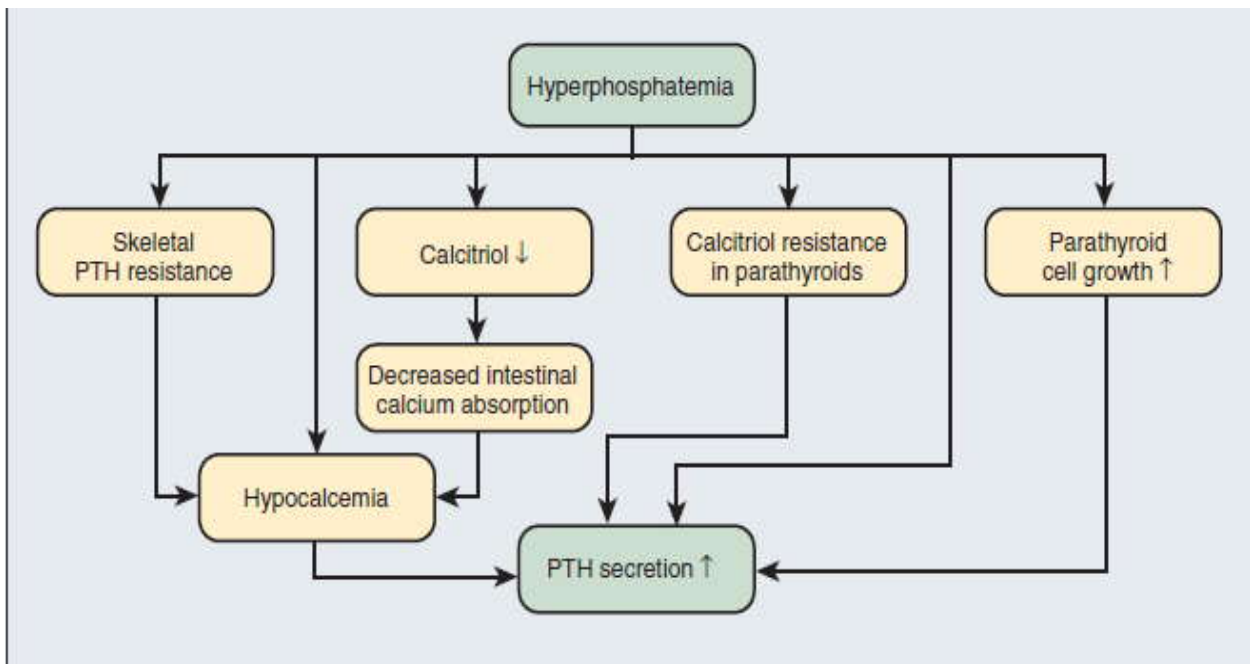 Hyperphosphatemia
Skeletal
PTH resistance
Calcitriol ↓
Calcitriol resistance
in parathyroids
Parathyroid
cell growth ↑
Decreased intestinal
calcium absorption
Hypocalcemia
PTH secretion ↑